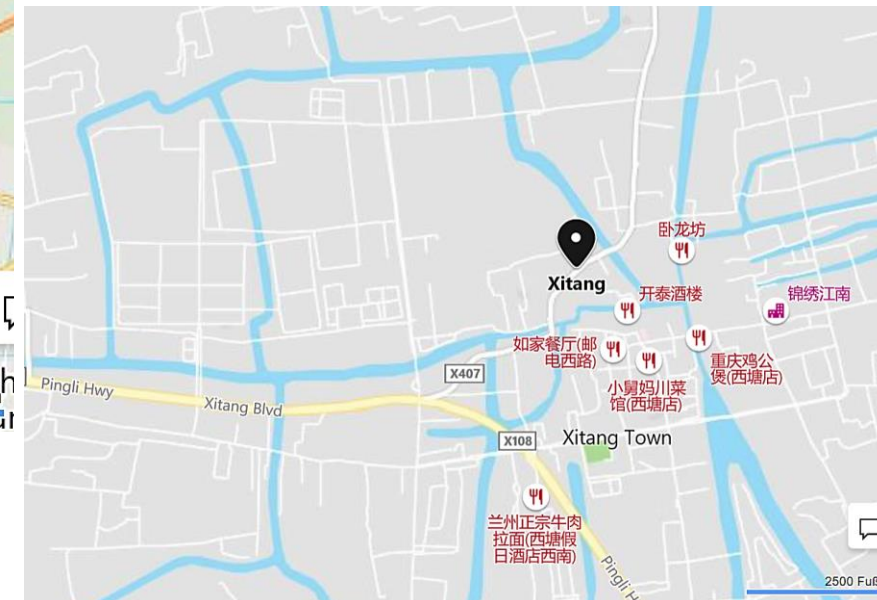 卧龙坊
Xitang
开泰酒楼
锦绣江南
如家餐厅(邮
电西路)
小舅妈川菜
馆(西塘店)
重庆鸡公
煲(西塘店)
X407
Pingli Hwy
Xitang Blvd
X108
Xitang Town
兰州正宗牛肉
拉面(西塘假
日酒店西南)
Pingli H
2500 Fuß